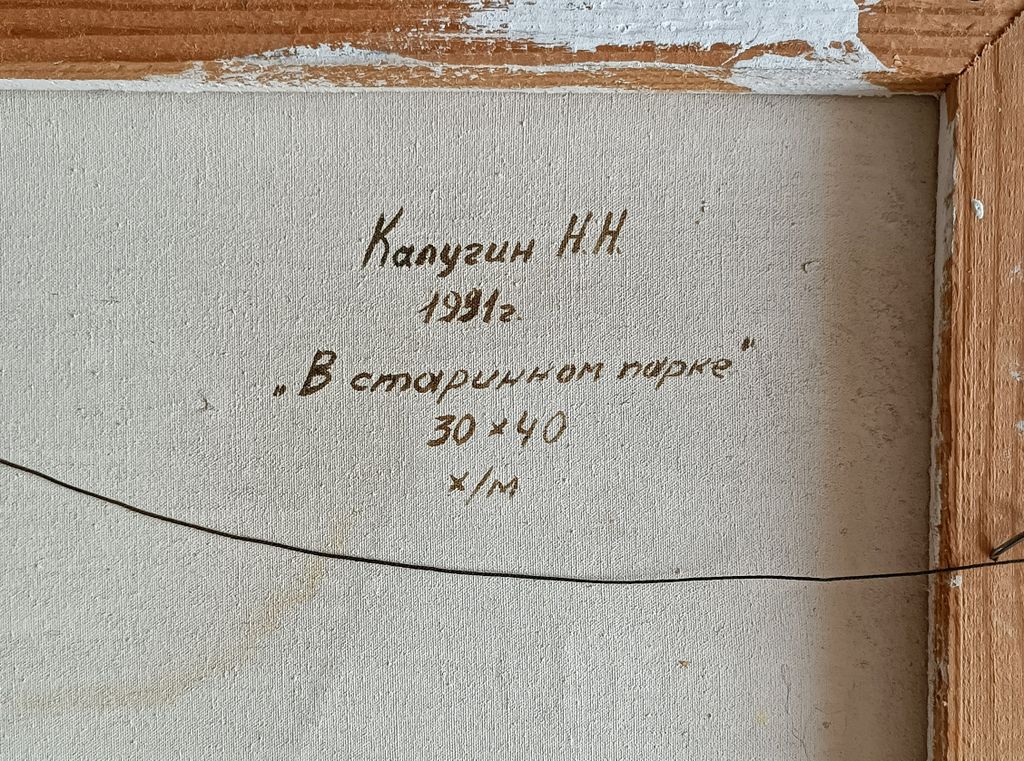 Калугин Н.Н.
1991г.
„В старинном парке"
30×40
х/м